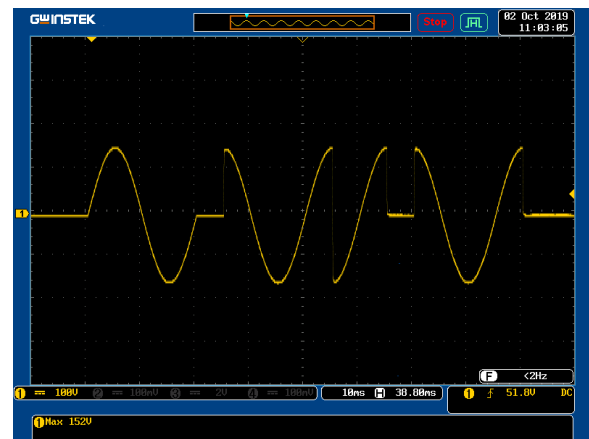 GWINSTEK
Stop
02 Oct 2019
11:03:05
1
F <2Hz
1 100V 2 100mV 3 2V 4 100mV 10ms H 38.80ms 1 51.8V DC
1 Max 152V